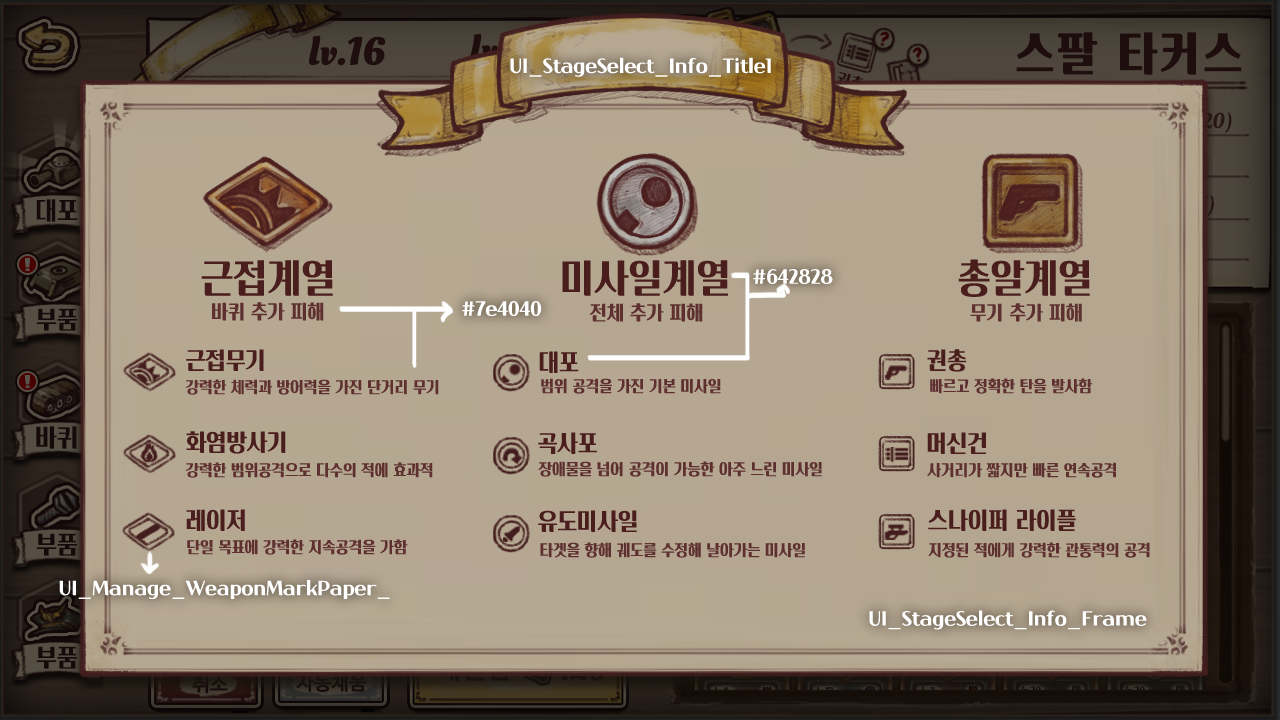 lv.16
lv
스팔 타커스
UI_StageSelect_Info_Title1
20)
)
대포
부품
바퀴
부품
부품
근접계열
바퀴 추가 피해
#7e4040
미사일계열
전체 추가 피해
#642828
총알계열
무기 추가 피해
근접무기
강력한 체력과 방어력을 가진 단거리 무기
대포
범위 공격을 가진 기본 미사일
권총
빠르고 정확한 탄을 발사함
화염방사기
강력한 범위공격으로 다수의 적에 효과적
곡사포
장애물을 넘어 공격이 가능한 아주 느린 미사일
머신건
사거리가 짧지만 빠른 연속공격
레이저
단일 목표에 강력한 지속공격을 가함
유도미사일
타겟을 향해 궤도를 수정해 날아가는 미사일
스나이퍼 라이플
지정된 적에게 강력한 관통력의 공격
UI_Manage_WeaponMarkPaper_
UI_StageSelect_Info_Frame
취소
자동채움